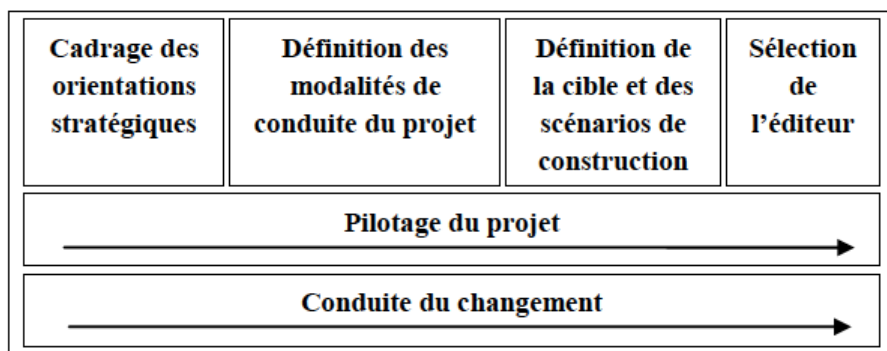 Cadrage des
orientations
stratégiques
Définition des
modalités de
conduite du projet
Définition de
la cible et des
scénarios de
construction
Sélection
de
l'éditeur
Pilotage du projet
Conduite du changement